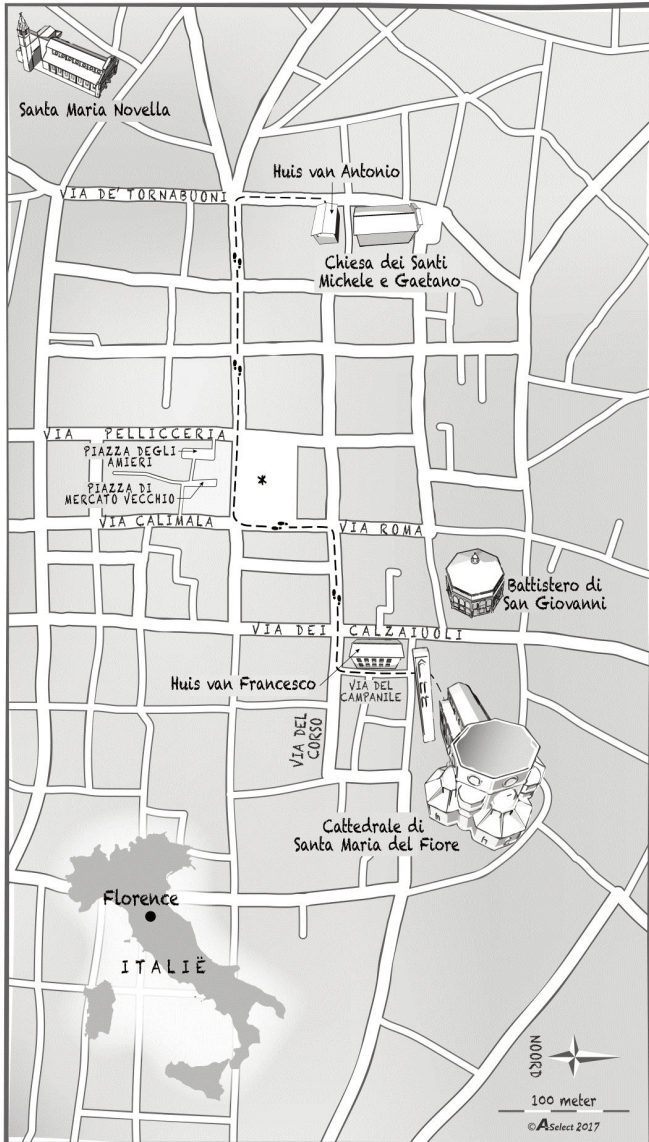 Santa Maria Novella
Huis van Antonio
VIA DE' TORNABUONI
Chiesa dei Santi
Michele e Gaetano
VIA PELLICCERIA
PIAZZA DEGLI
AMIERI
*
PIAZZA DI
MERCATO VECCHIO
VIA CALIMALA
VIA ROMA
Battistero di
San Giovanni
VIA DEI CALZAIUOLI
Huis van Francesco
VIA DEL
CAMPANILE
VIA DEL
CORSO
Cattedrale di
Santa Maria del Fiore
Florence
ITALIË
NOORD
100 meter
©A-Select 2017